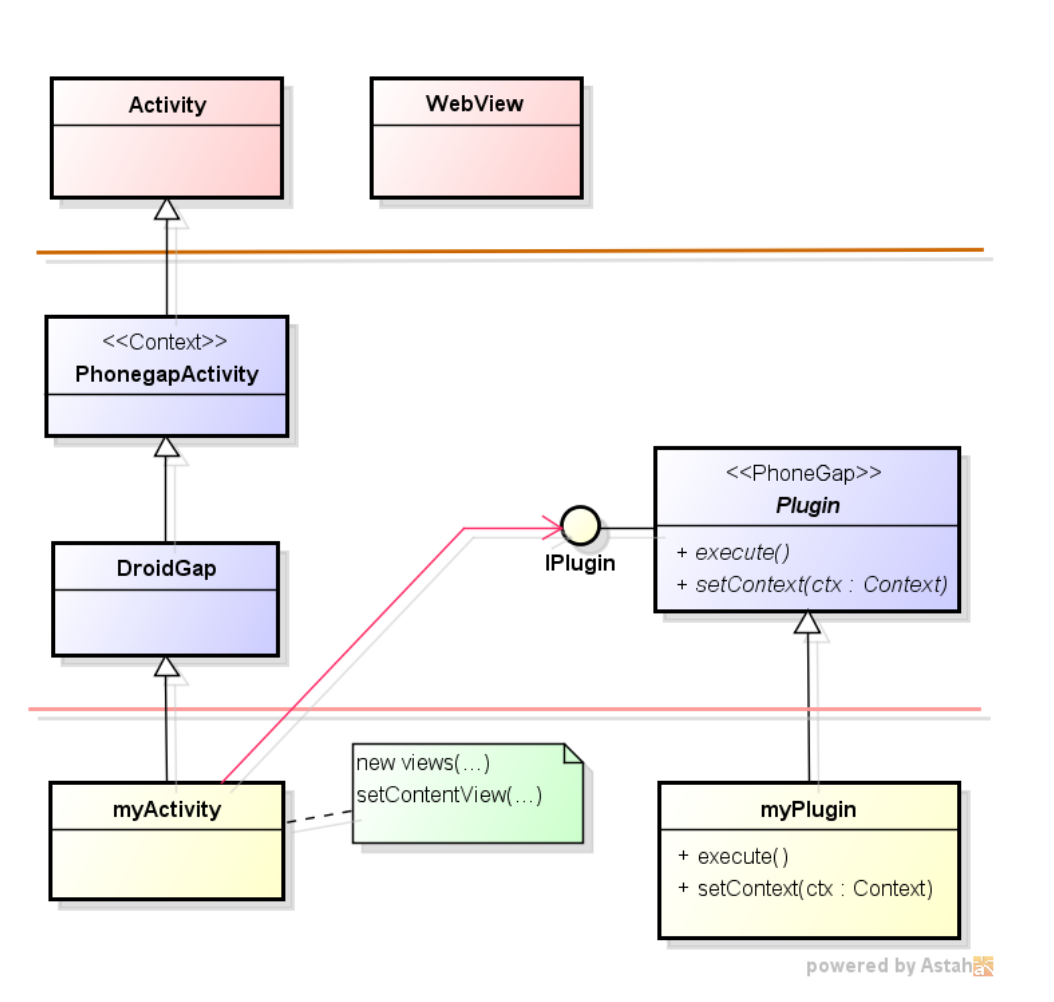 Activity
WebView
<<Context>>
PhonegapActivity
<<PhoneGap>>
Plugin
+ execute()
+ setContext(ctx : Context)
IPlugin
DroidGap
new views(...)
setContentView(...)
myActivity
myPlugin
+ execute()
+ setContext(ctx : Context)
powered by Astah